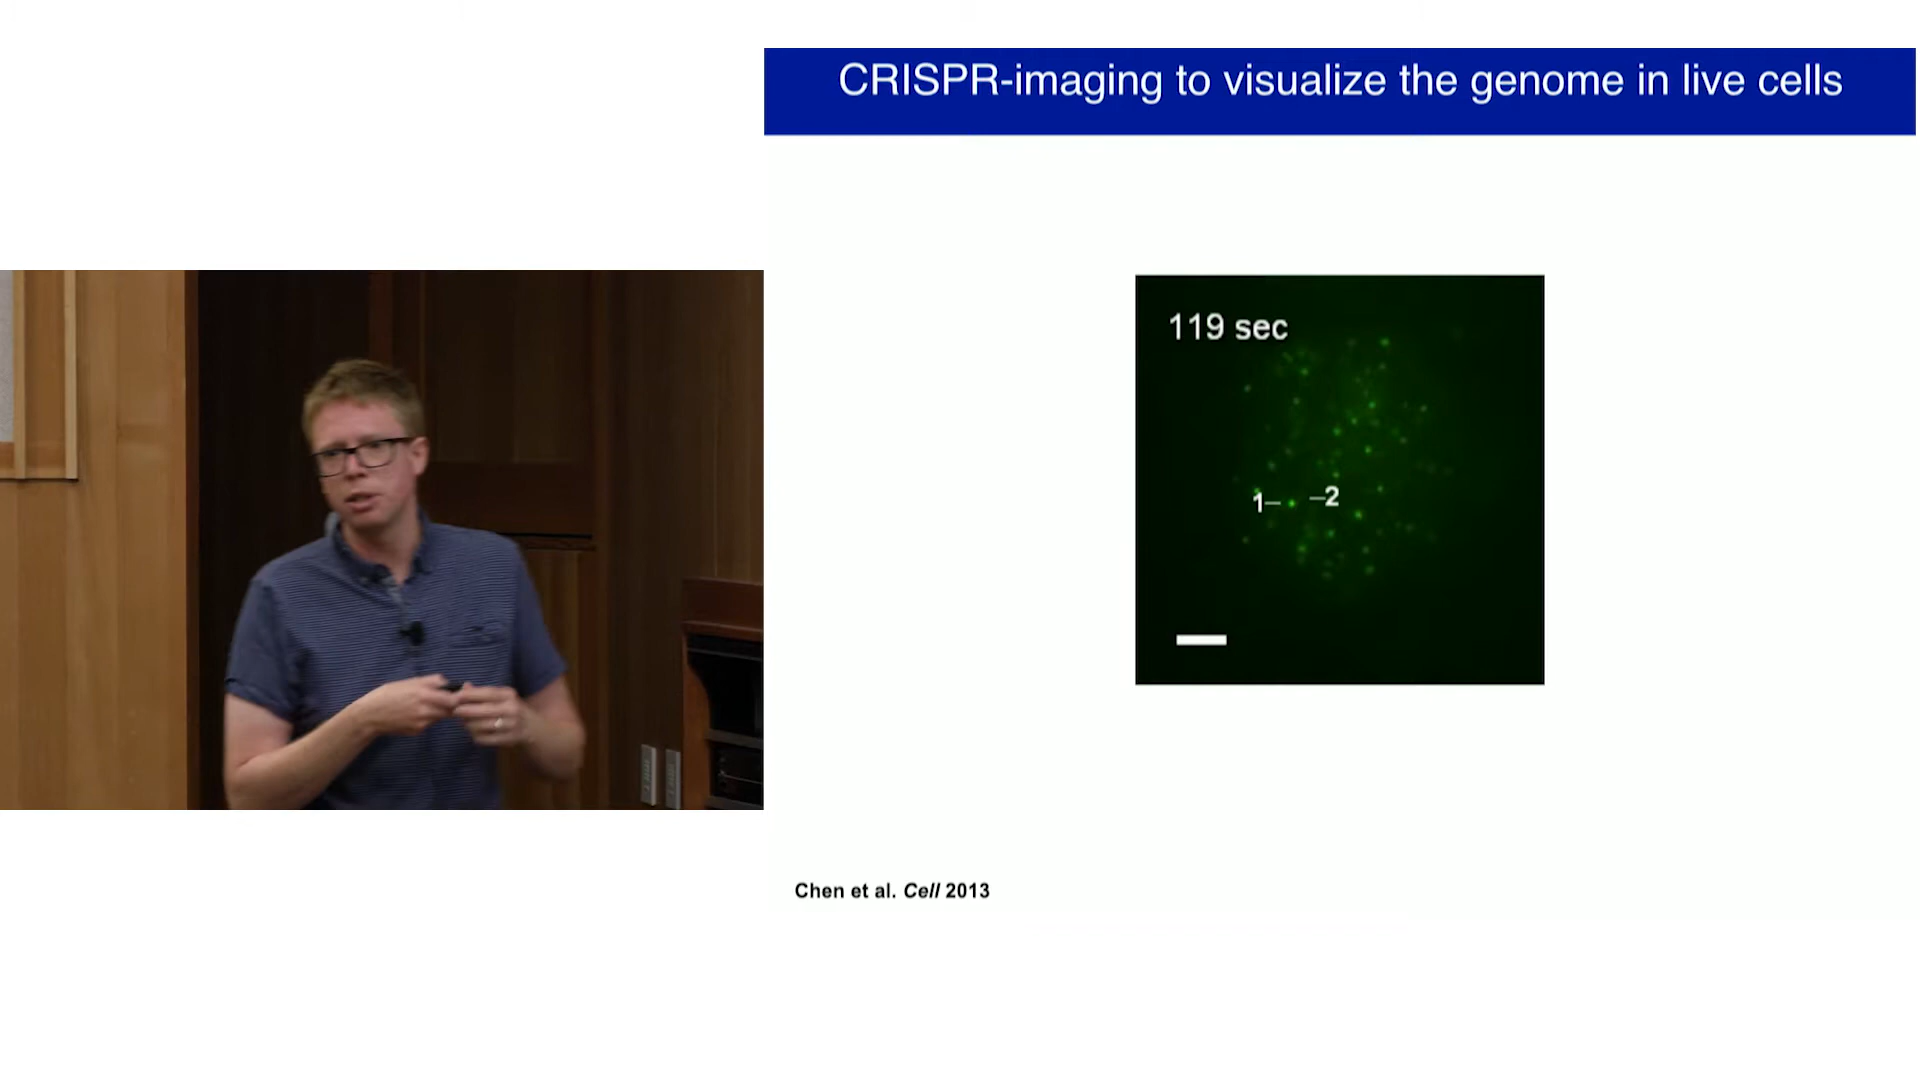 CRISPR-imaging to visualize the genome in live cells
119 sec
1– –2
Chen et al. Cell 2013